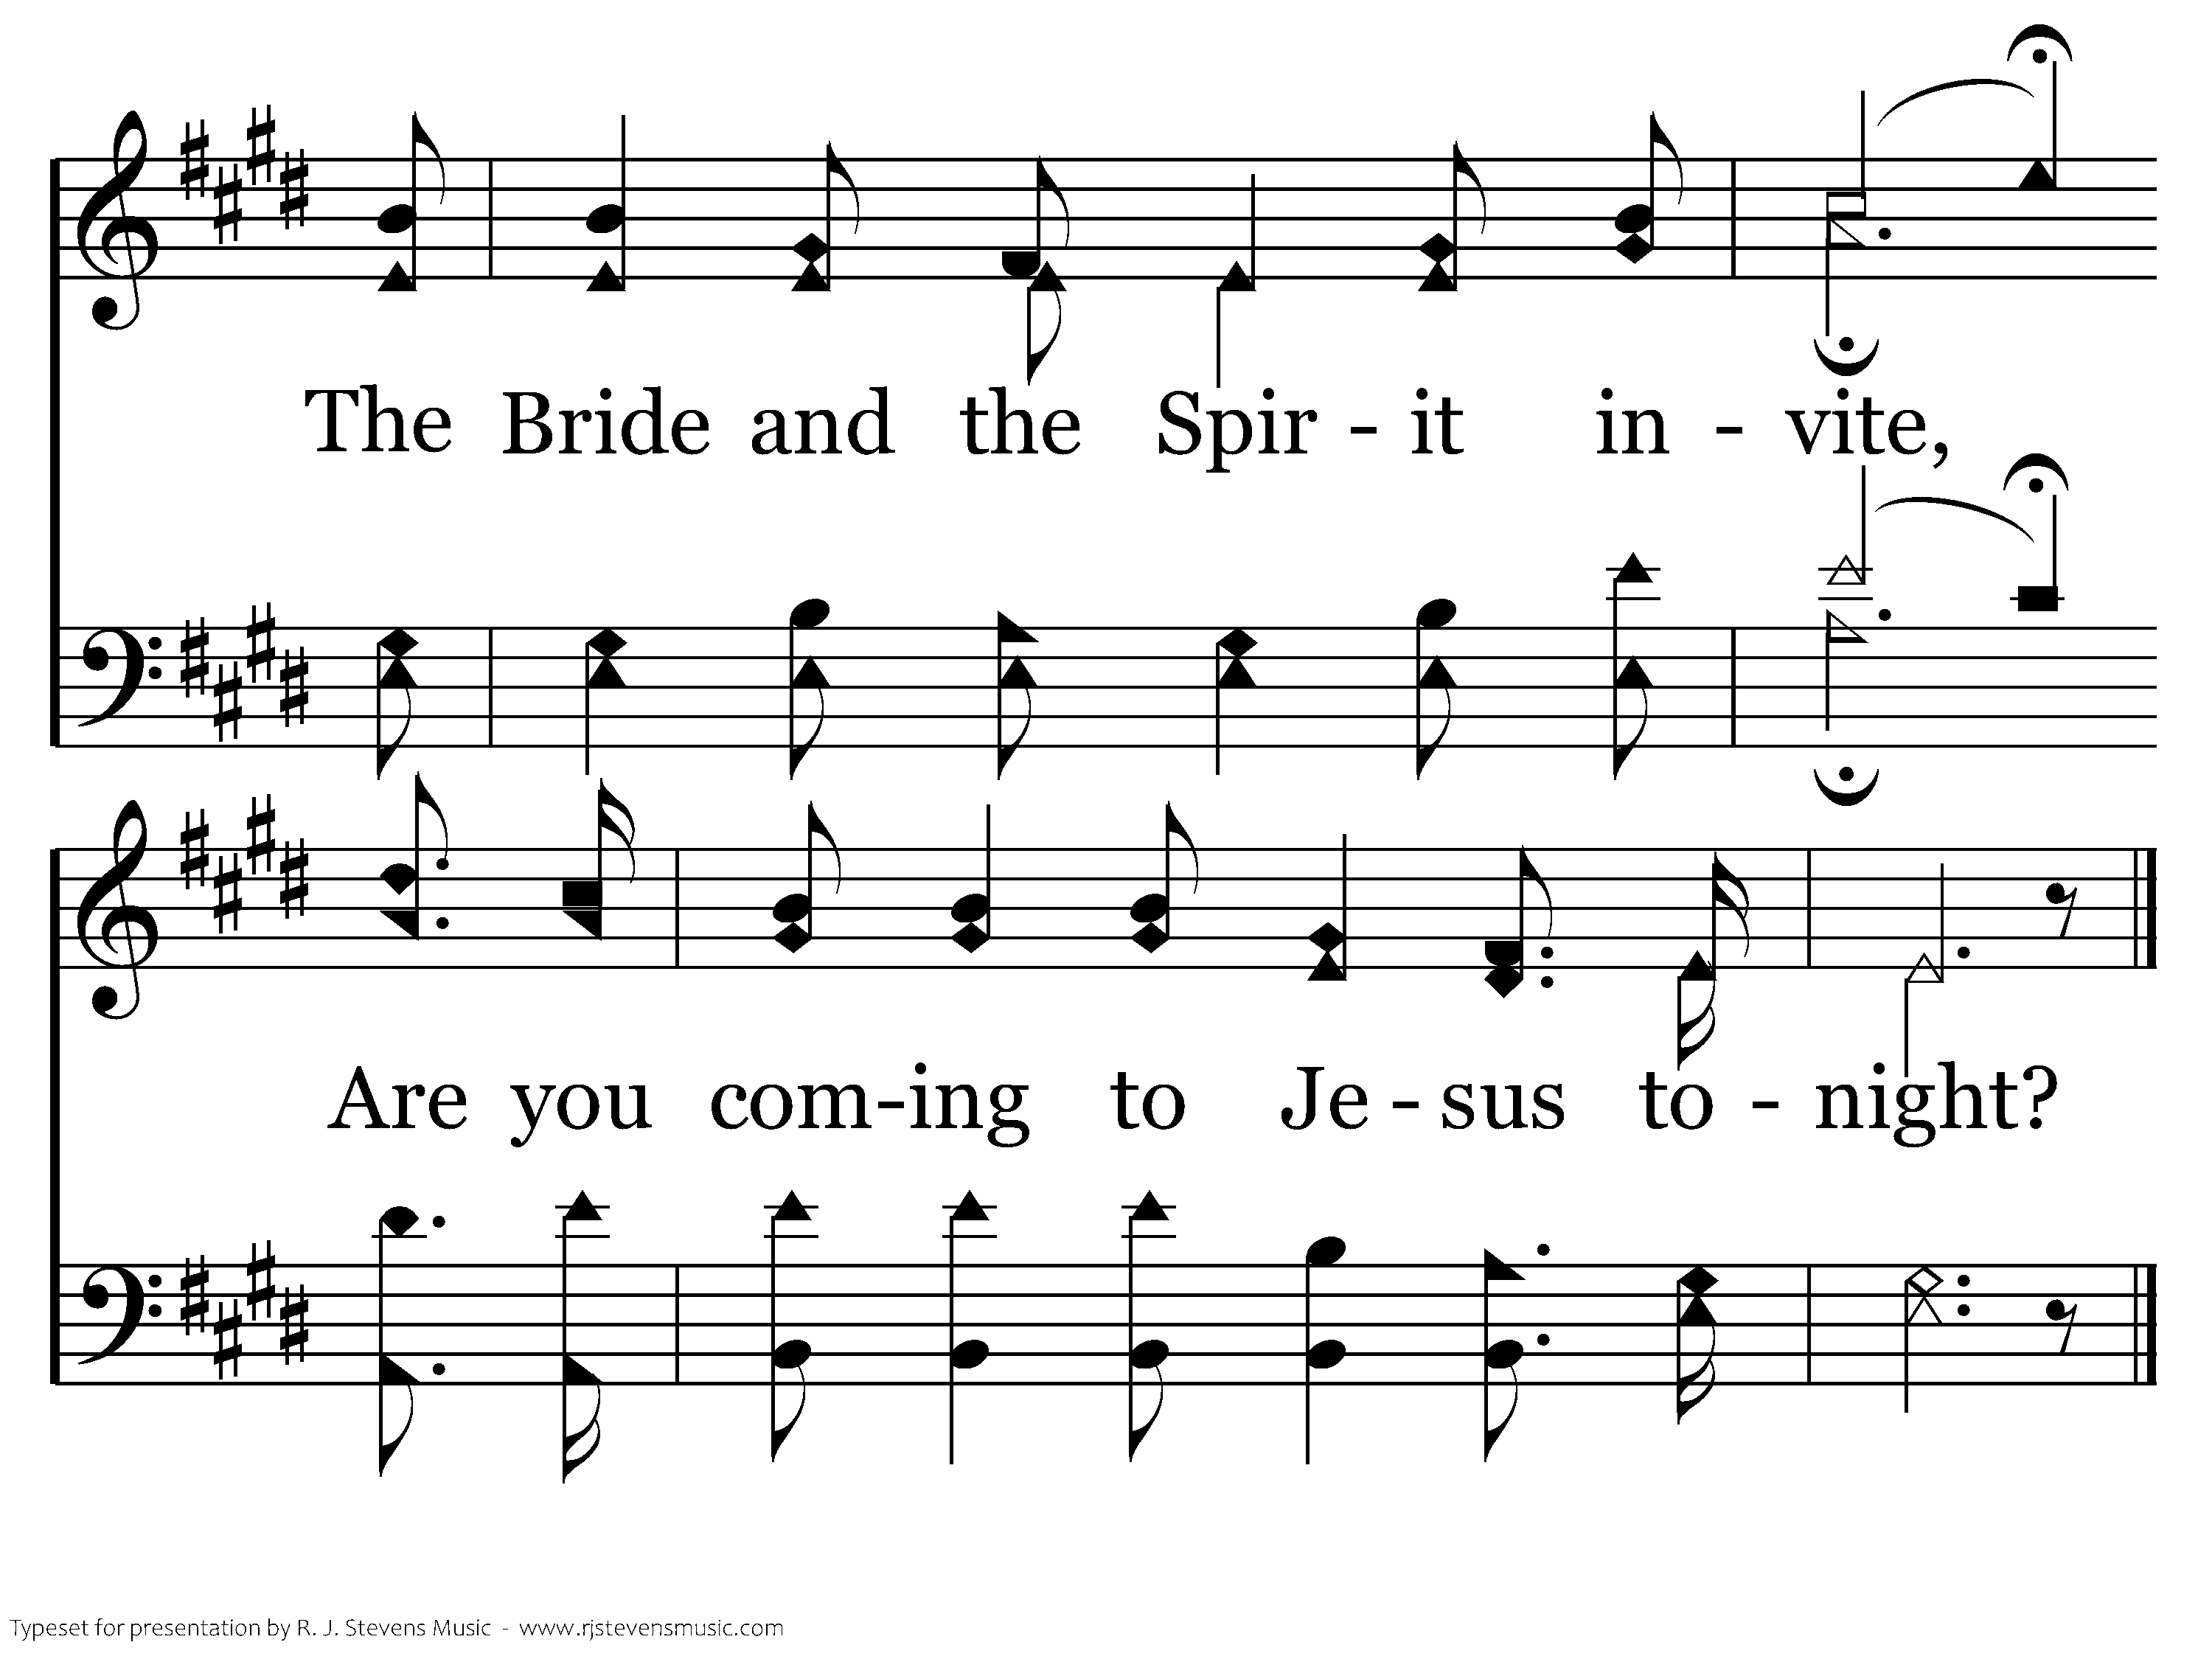 The Bride and the Spir - it in - vite,
Are you com-ing to Je - sus to - night?
Typeset for presentation by R. J. Stevens Music - www.rjstevensmusic.com